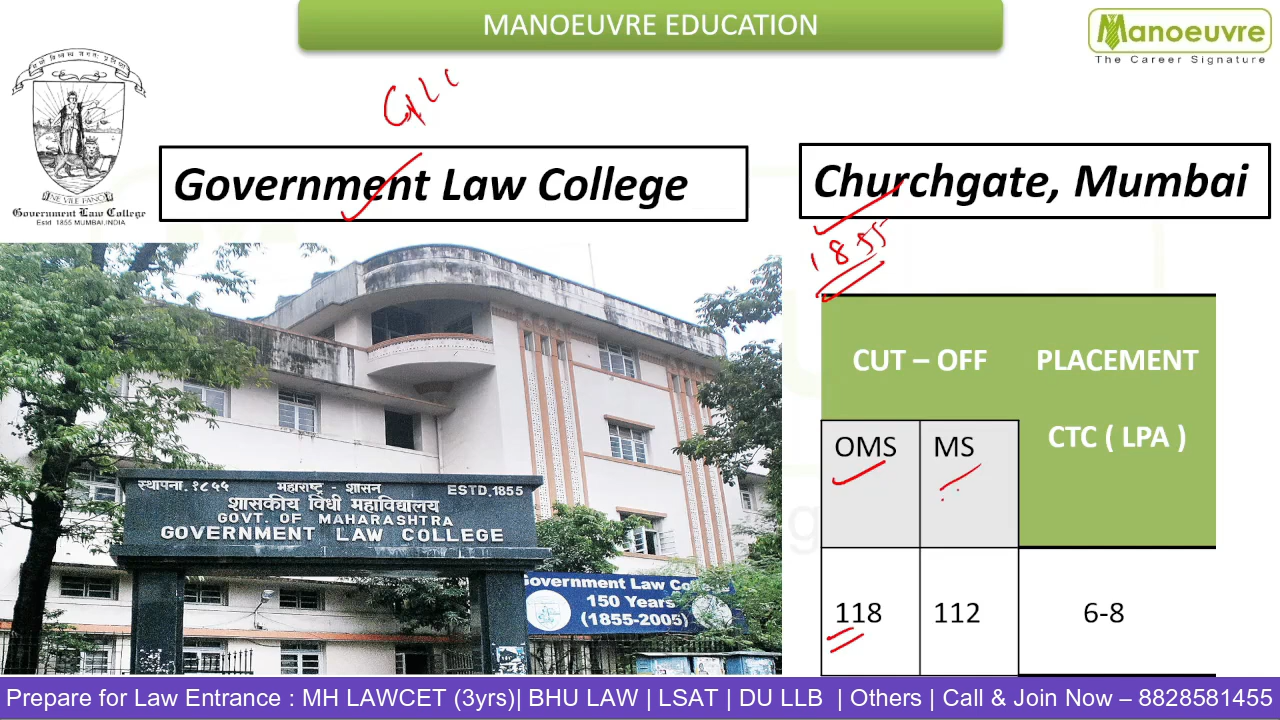 MANOEUVRE EDUCATION
Manoeuvre
The Career Signature
Government Law College
Estd 1855 MUMBAI, INDIA
GLC
Government Law College
Churchgate, Mumbai
1855
CUT – OFF
PLACEMENT
CTC ( LPA )
OMS
MS
118
112
6-8
स्थापना. १८५५
महाराष्ट्र - शासन
ESTD. 1855
शासकीय विधी महाविद्यालय
GOVT. OF MAHARASHTRA
GOVERNMENT LAW COLLEGE
Government Law
150 Years
(1855-2005)
Prepare for Law Entrance : MH LAWCET (3yrs)| BHU LAW | LSAT | DU LLB | Others | Call & Join Now – 8828581455